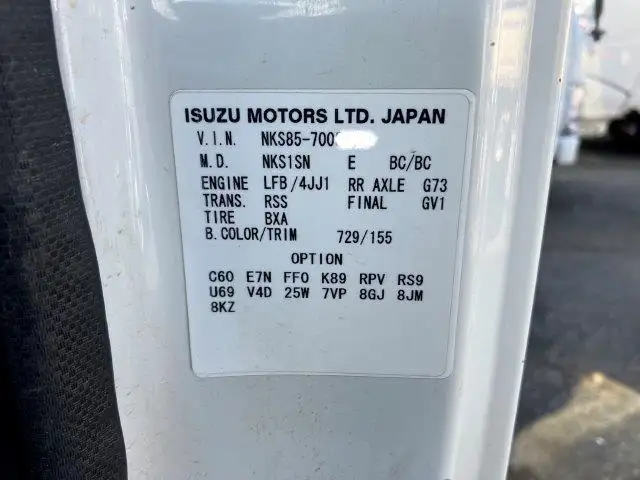 ISUZU MOTORS LTD. JAPAN
V.I.N. NKS85-700
M.D. NKS1SN E BC/BC
ENGINE LFB/4JJ1 RR AXLE G73
TRANS. RSS FINAL GV1
TIRE BXA
B.COLOR/TRIM 729/155
OPTION
C60 E7N FF0 K89 RPV RS9
U69 V4D 25W 7VP 8GJ 8JM
8KZ